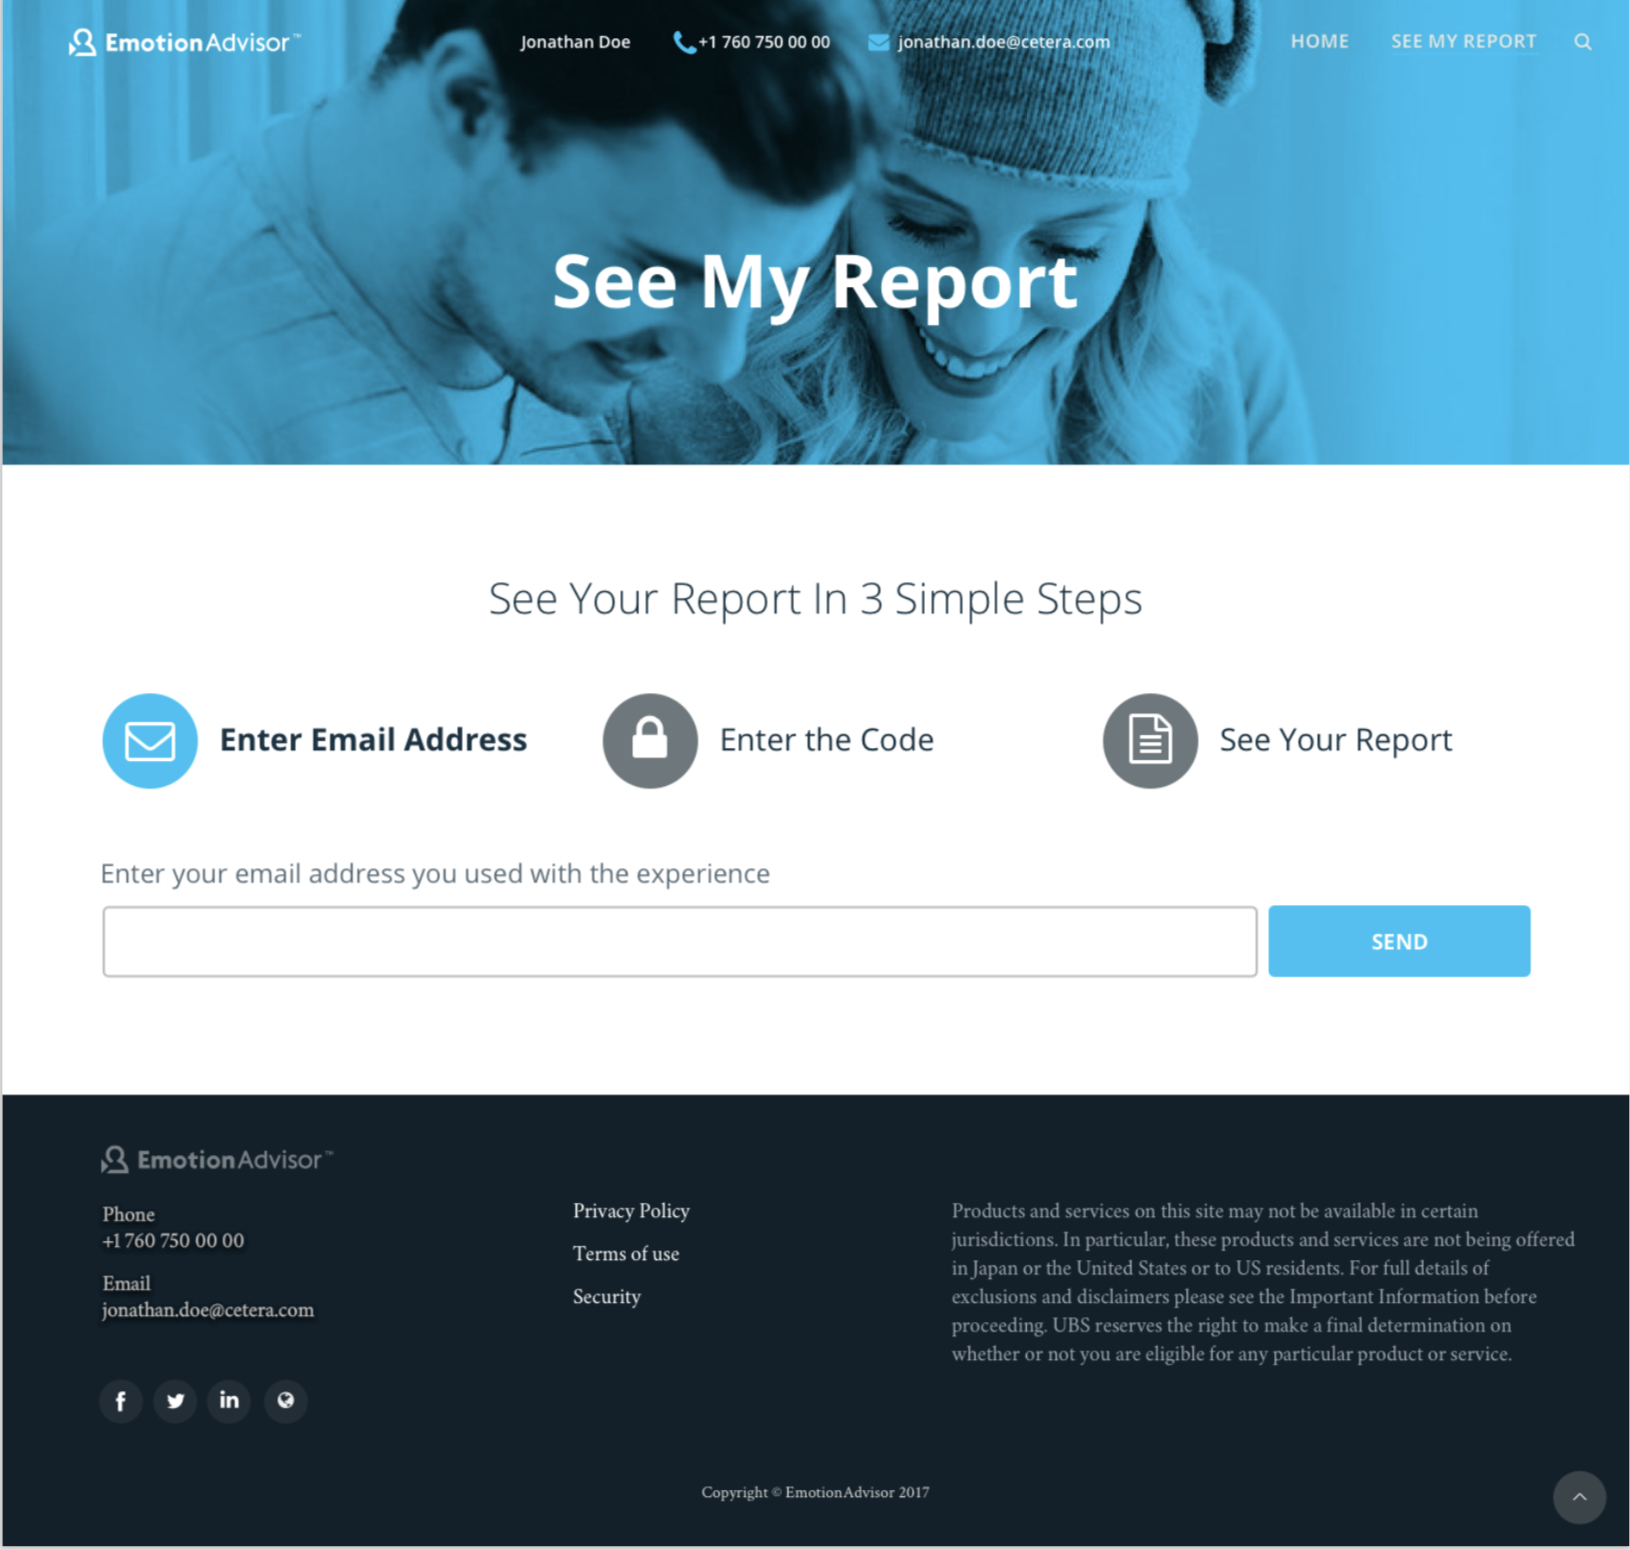 EmotionAdvisor™
Jonathan Doe
+1 760 750 00 00
jonathan.doe@cetera.com
HOME
SEE MY REPORT
See My Report
See Your Report In 3 Simple Steps
Enter Email Address
Enter the Code
See Your Report
Enter your email address you used with the experience
SEND
EmotionAdvisor™
Phone
+1 760 750 00 00
Email
jonathan.doe@cetera.com
Privacy Policy
Terms of use
Security
Products and services on this site may not be available in certain
jurisdictions. In particular, these products and services are not being offered
in Japan or the United States or to US residents. For full details of
exclusions and disclaimers please see the Important Information before
proceeding. UBS reserves the right to make a final determination on
whether or not you are eligible for any particular product or service.
Copyright © EmotionAdvisor 2017